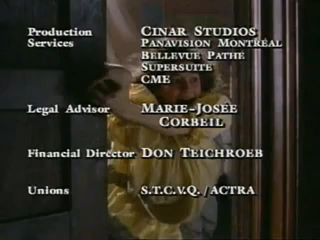 Production CINAR STUDIOS
Services PANAVISION MONTRÉAL
BELLEVUE PATHÉ
SUPERSUITE
CME
Legal Advisor MARIE-JOSÉE
CORBEIL
Financial Director DON TEICHROEB
Unions S.T.C.V.Q./ACTRA